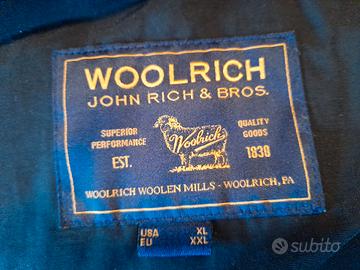 WOOLRICH
JOHN RICH & BROS.
SUPERIOR PERFORMANCE
QUALITY GOODS
Woolrich
EST. 1830
WOOLRICH WOOLEN MILLS - WOOLRICH, PA
USA XL
EU XXL
subito